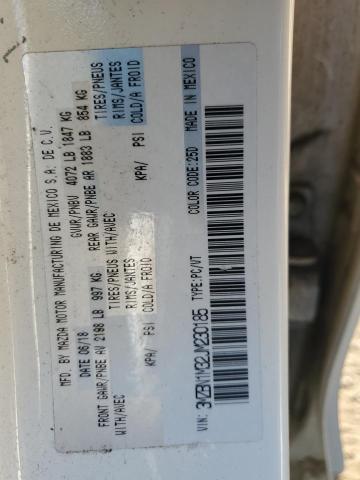 MFD. BY MAZDA MOTOR MANUFACTURING DE MEXICO S.A. DE C.V.
DATE 06/18 GVWR/PNBV 4072 LB 1847 KG
FRONT GAWR/PNBE AV 2198 LB 997 KG REAR GAWR/PNBE AR 1883 LB 854 KG
WITH/AVEC TIRES/PNEUS WITH/AVEC TIRES/PNEUS
RIMS/JANTES RIMS/JANTES
COLD/A FROID KPA/ PSI COLD/A FROID
KPA/ PSI
VIN: 3MZBN1M32JM230185 COLOR CODE:25D MADE IN MEXICO
TYPE:PC/VT